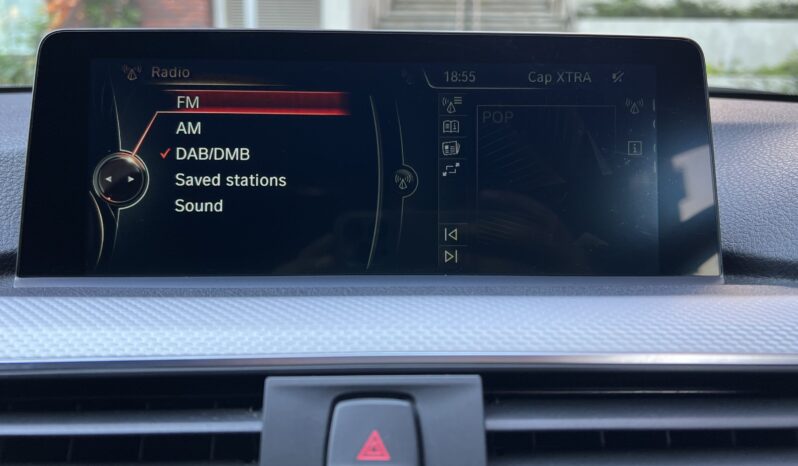 Radio
18:55
Cap XTRA
FM
AM
DAB/DMB
Saved stations
Sound
POP